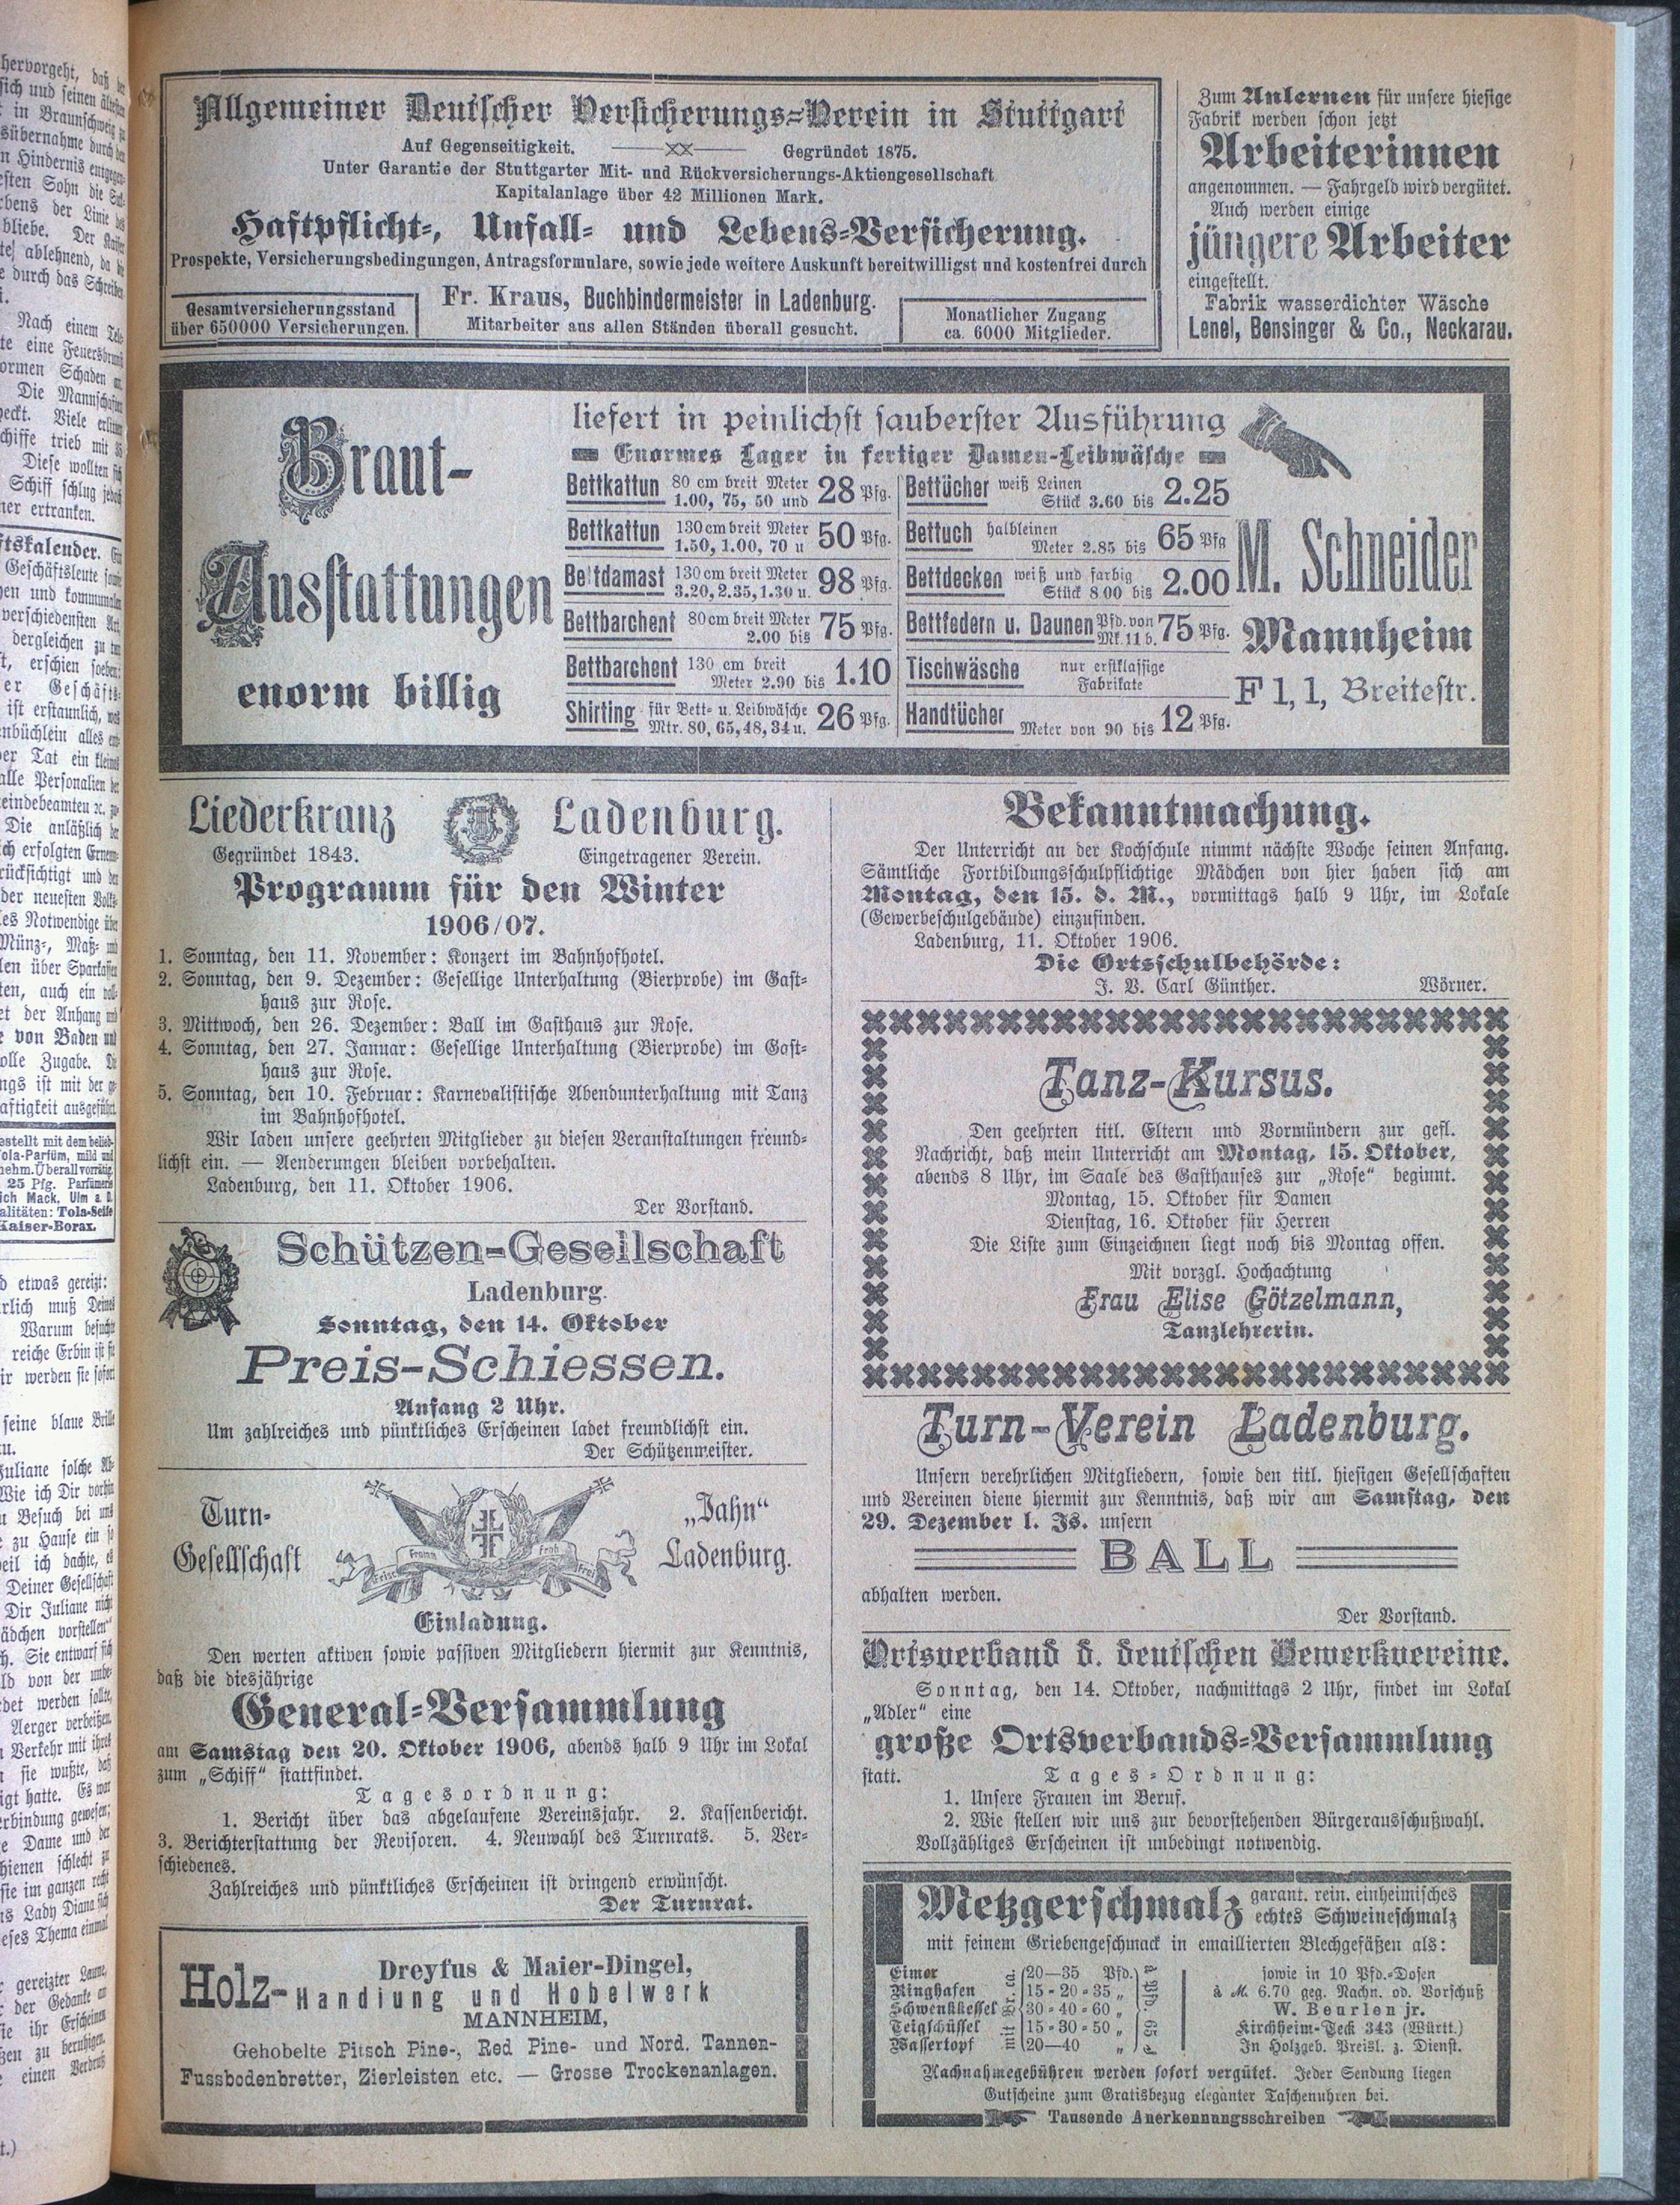 Allgemeiner Deutscher Versicherungs=Verein in Stuttgart
Auf Gegenseitigkeit. Gegründet 1875.
Unter Garantie der Stuttgarter Mit- und Rückversicherungs-Aktiengesellschaft
Kapitalanlage über 42 Millionen Mark.
Haftpflicht=, Unfall= und Lebens=Versicherung.
Prospekte, Versicherungsbedingungen, Antragsformulare, sowie jede weitere Auskunft bereitwilligst und kostenfrei durch
Fr. Kraus, Buchbindermeister in Ladenburg.
Mitarbeiter aus allen Ständen überall gesucht.
Gesamtversicherungsstand
über 650000 Versicherungen.
Monatlicher Zugang
ca. 6000 Mitglieder.
Zum Anlernen für unsere hiesige
Fabrik werden schon jetzt
Arbeiterinnen
angenommen. — Fahrgeld wird vergütet.
Auch werden einige
jüngere Arbeiter
eingestellt.
Fabrik wasserdichter Wäsche
Lenel, Bensinger & Co., Neckarau.
Braut-
Ausstattungen
enorm billig
liefert in peinlichst sauberster Ausführung
Enormes Lager in fertiger Damen-Leibwäsche
Bettkattun 80 cm breit Meter 1.00, 75, 50 und 28 Pfg.
Bettkattun 130 cm breit Meter 1.50, 1.00, 70 u 50 Pfg.
Bettdamast 130 cm breit Meter 3.20, 2.35, 1.30 u. 98 Pfg.
Bettbarchent 80 cm breit Meter 2.00 bis 75 Pfg.
Bettbarchent 130 cm breit Meter 2.90 bis 1.10
Shirting für Bett- u. Leibwäsche Mtr. 80, 65, 48, 34 u. 26 Pfg.
Bettücher weiß Leinen Stück 3.60 bis 2.25
Bettuch halbleinen Meter 2.85 bis 65 Pfg
Bettdecken weiß und farbig Stück 8.00 bis 2.00
Bettfedern u. Daunen Pfd. von Mk. 11 b. 75 Pfg.
Tischwäsche nur erstklassige Fabrikate
Handtücher Meter von 90 bis 12 Pfg.
M. Schneider
Mannheim
F 1, 1, Breitestr.
Liederkranz Ladenburg.
Gegründet 1843. Eingetragener Verein.
Programm für den Winter
1906/07.
1. Sonntag, den 11. November: Konzert im Bahnhofhotel.
2. Sonntag, den 9. Dezember: Gesellige Unterhaltung (Bierprobe) im Gast=
haus zur Rose.
3. Mittwoch, den 26. Dezember: Ball im Gasthaus zur Rose.
4. Sonntag, den 27. Januar: Gesellige Unterhaltung (Bierprobe) im Gast=
haus zur Rose.
5. Sonntag, den 10. Februar: Karnevalistische Abendunterhaltung mit Tanz
im Bahnhofhotel.
Wir laden unsere geehrten Mitglieder zu diesen Veranstaltungen freund=
lichst ein. — Aenderungen bleiben vorbehalten.
Ladenburg, den 11. Oktober 1906.
Der Vorstand.
Schützen-Gesellschaft
Ladenburg.
Sonntag, den 14. Oktober
Preis-Schiessen.
Anfang 2 Uhr.
Um zahlreiches und pünktliches Erscheinen ladet freundlichst ein.
Der Schützenmeister.
Turn- „Jahn“
Gesellschaft Ladenburg.
Frisch Fromm Froh Frei
Einladung.
Den werten aktiven sowie passiven Mitgliedern hiermit zur Kenntnis,
daß die diesjährige
General=Versammlung
am Samstag den 20. Oktober 1906, abends halb 9 Uhr im Lokal
zum „Schiff“ stattfindet.
Tagesordnung:
1. Bericht über das abgelaufene Vereinsjahr. 2. Kassenbericht.
3. Berichterstattung der Revisoren. 4. Neuwahl des Turnrats. 5. Ver=
schiedenes.
Zahlreiches und pünktliches Erscheinen ist dringend erwünscht.
Der Turnrat.
Dreyfus & Maier-Dingel,
Holz-Handlung und Hobelwerk
MANNHEIM,
Gehobelte Pitsch Pine-, Red Pine- und Nord. Tannen-
Fussbodenbretter, Zierleisten etc. — Grosse Trockenanlagen.
Bekanntmachung.
Der Unterricht an der Kochschule nimmt nächste Woche seinen Anfang.
Sämtliche Fortbildungsschulpflichtige Mädchen von hier haben sich am
Montag, den 15. d. M., vormittags halb 9 Uhr, im Lokale
(Gewerbeschulgebäude) einzufinden.
Ladenburg, 11. Oktober 1906.
Die Ortsschulbehörde:
J. V. Carl Günther. Wörner.
Tanz-Kursus.
Den geehrten titl. Eltern und Vormündern zur gefl.
Nachricht, daß mein Unterricht am Montag, 15. Oktober,
abends 8 Uhr, im Saale des Gasthauses zur „Rose“ beginnt.
Montag, 15. Oktober für Damen
Dienstag, 16. Oktober für Herren
Die Liste zum Einzeichnen liegt noch bis Montag offen.
Mit vorzgl. Hochachtung
Frau Elise Götzelmann,
Tanzlehrerin.
Turn-Verein Ladenburg.
Unsern verehrlichen Mitgliedern, sowie den titl. hiesigen Gesellschaften
und Vereinen diene hiermit zur Kenntnis, daß wir am Samstag, den
29. Dezember l. Js. unsern
BALL
abhalten werden.
Der Vorstand.
Ortsverband d. deutschen Gewerkvereine.
Sonntag, den 14. Oktober, nachmittags 2 Uhr, findet im Lokal
„Adler“ eine
große Ortsverbands=Versammlung
statt. Tages=Ordnung:
1. Unsere Frauen im Beruf.
2. Wie stellen wir uns zur bevorstehenden Bürgerausschußwahl.
Vollzähliges Erscheinen ist unbedingt notwendig.
Metzgerschmalz garant. rein. einheimisches
echtes Schweineschmalz
mit feinem Griebengeschmack in emaillierten Blechgefäßen als:
Eimer 20—35 Pfd.
Ringhafen 15=20=35 „
Schwenkkessel 30=40=60 „
Teigschüssel 15=30=50 „
Wassertopf 20—40 „
sowie in 10 Pfd.=Dosen
à M. 6.70 geg. Nachn. od. Vorschuß
W. Beurlen jr.
Kirchheim=Teck 343 (Württ.)
In Holzgeb. Preisl. z. Dienst.
Nachnahmegebühren werden sofort vergütet. Jeder Sendung liegen
Gutscheine zum Gratisbezug eleganter Taschenuhren bei.
Tausende Anerkennungsschreiben